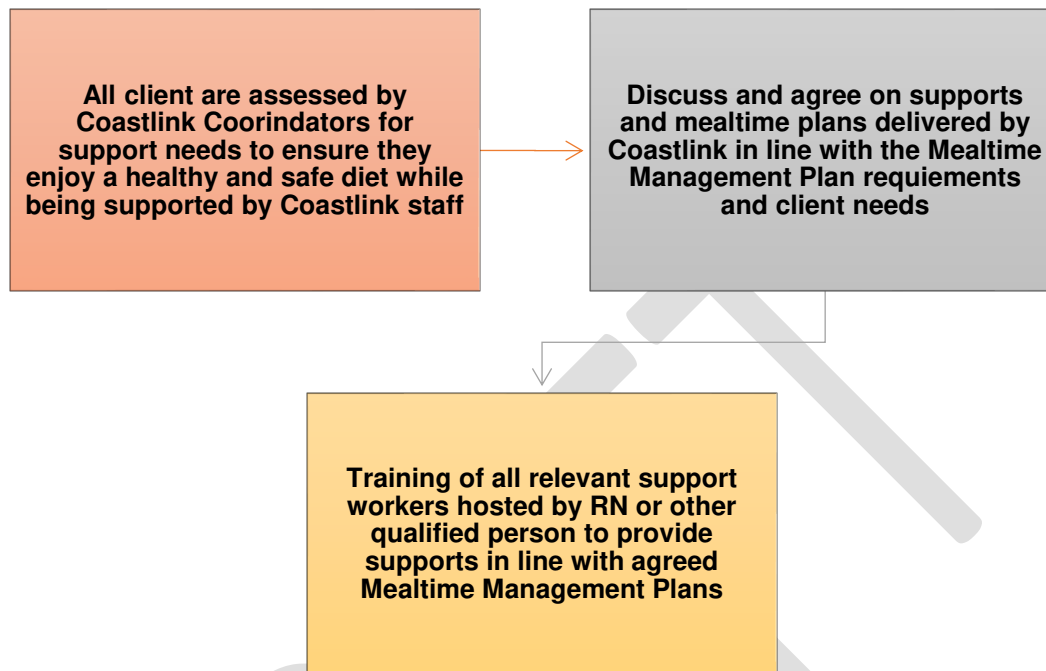 All client are assessed by
Coastlink Coorindators for
support needs to ensure they
enjoy a healthy and safe diet while
being supported by Coastlink staff
Discuss and agree on supports
and mealtime plans delivered by
Coastlink in line with the Mealtime
Management Plan requiements
and client needs
Training of all relevant support
workers hosted by RN or other
qualified person to provide
supports in line with agreed
Mealtime Management Plans